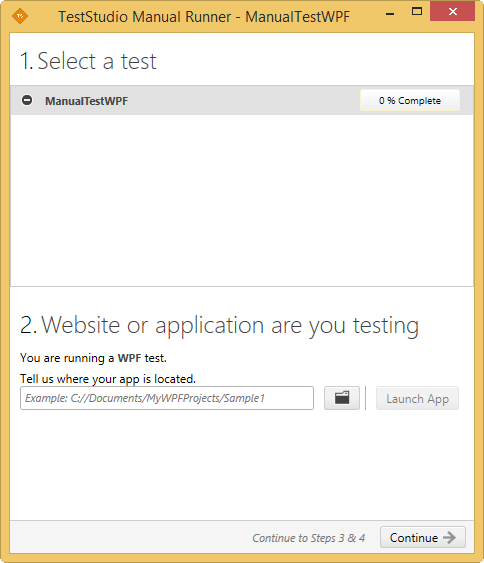 TS
TestStudio Manual Runner - ManualTestWPF
1. Select a test
ManualTestWPF
0 % Complete
2. Website or application are you testing
You are running a WPF test.
Tell us where your app is located.
Example: C://Documents/MyWPFProjects/Sample1
Launch App
Continue to Steps 3 & 4
Continue